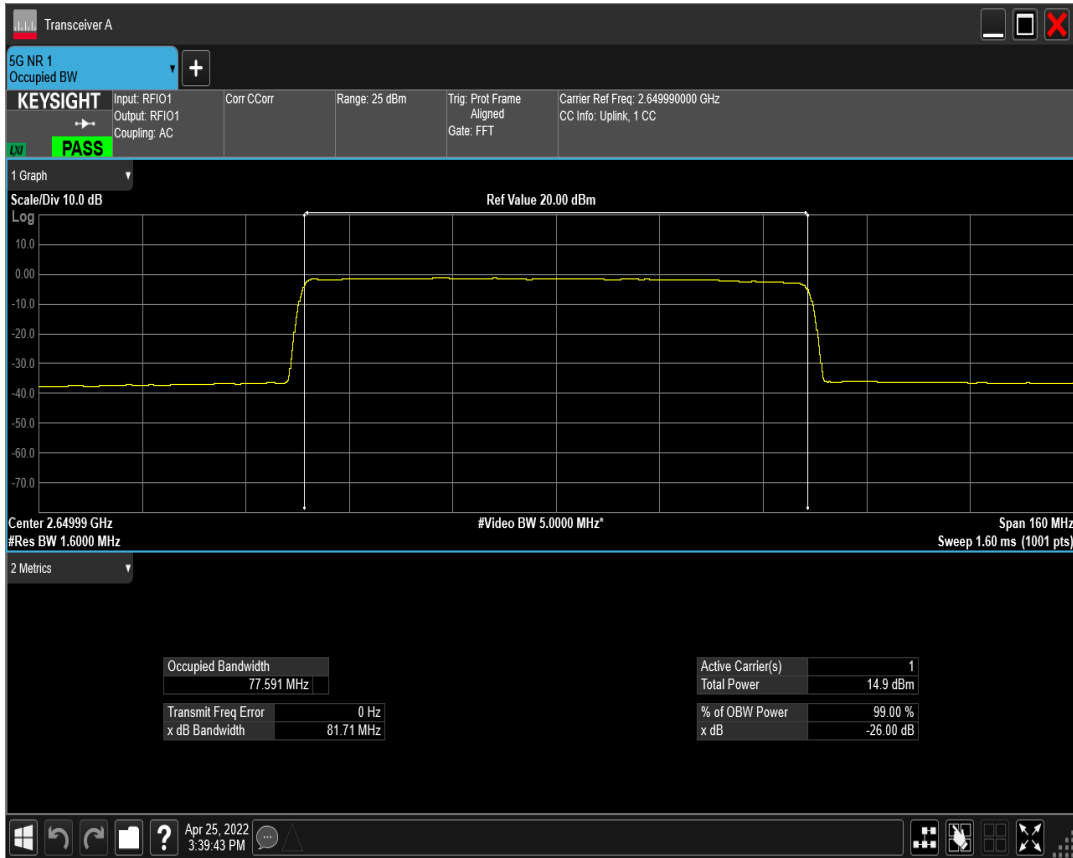 Transceiver A
5G NR 1
Occupied BW
KEYSIGHT
Input: RFIO1
Output: RFIO1
Coupling: AC
Corr CCorr
Range: 25 dBm
Trig: Prot Frame
Aligned
Gate: FFT
Carrier Ref Freq: 2.649990000 GHz
CC Info: Uplink, 1 CC
LXI
PASS
1 Graph
Scale/Div 10.0 dB
Ref Value 20.00 dBm
Log
10.0
0.00
-10.0
-20.0
-30.0
-40.0
-50.0
-60.0
-70.0
Center 2.64999 GHz
#Video BW 5.0000 MHz*
Span 160 MHz
#Res BW 1.6000 MHz
Sweep 1.60 ms (1001 pts)
2 Metrics
Occupied Bandwidth
77.591 MHz
Transmit Freq Error 0 Hz
x dB Bandwidth 81.71 MHz
Active Carrier(s) 1
Total Power 14.9 dBm
% of OBW Power 99.00 %
x dB -26.00 dB
Apr 25, 2022
3:39:43 PM